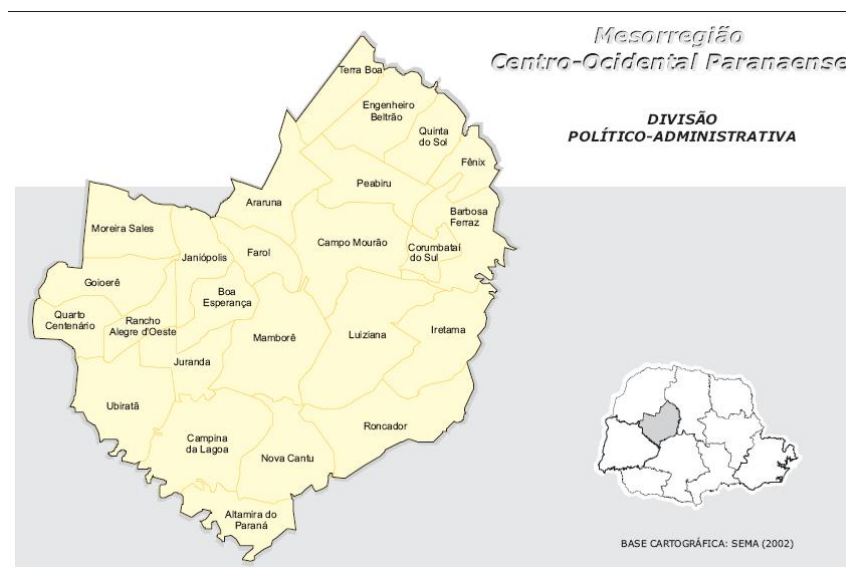 Mesorregião
Centro-Ocidental Paranaense
DIVISÃO
POLÍTICO-ADMINISTRATIVA
Terra Boa
Engenheiro
Beltrão
Quinta
do Sol
Fênix
Peabiru
Araruna
Barbosa
Ferraz
Moreira Sales
Campo Mourão
Corumbataí
do Sul
Janiópolis
Farol
Goioerê
Boa
Esperança
Quarto
Centenário
Rancho
Alegre d'Oeste
Mamborê
Luiziana
Iretama
Juranda
Ubiratã
Roncador
Campina
da Lagoa
Nova Cantu
Altamira do
Paraná
BASE CARTOGRÁFICA: SEMA (2002)